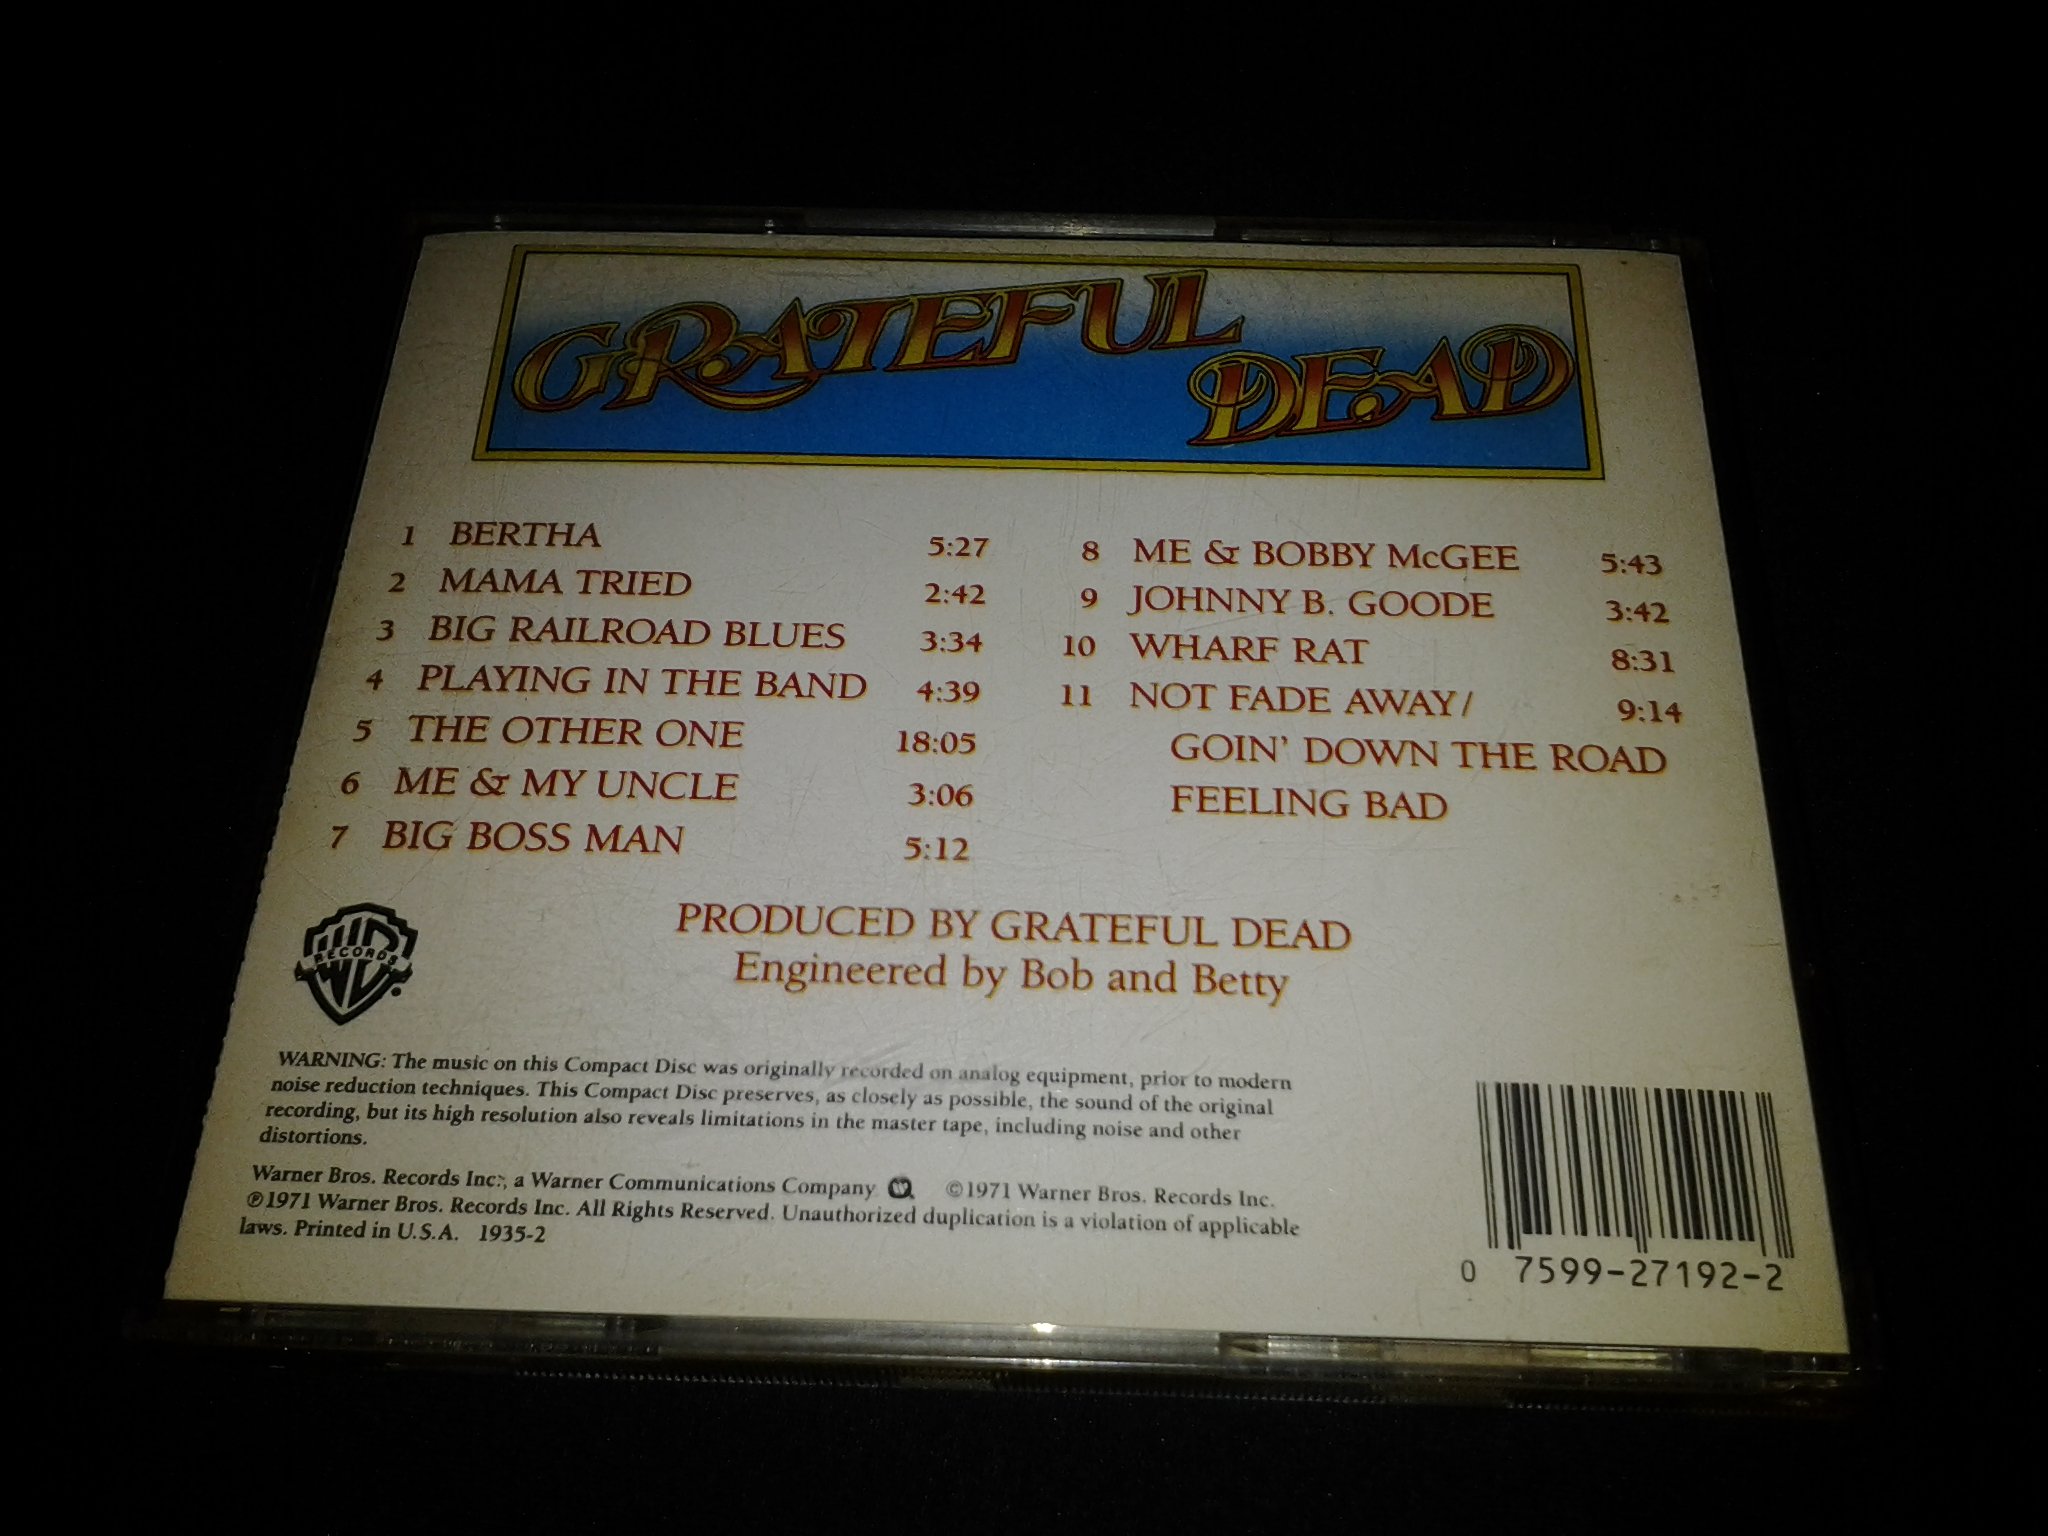 GRATEFUL DEAD
1 BERTHA 5:27
2 MAMA TRIED 2:42
3 BIG RAILROAD BLUES 3:34
4 PLAYING IN THE BAND 4:39
5 THE OTHER ONE 18:05
6 ME & MY UNCLE 3:06
7 BIG BOSS MAN 5:12
8 ME & BOBBY McGEE 5:43
9 JOHNNY B. GOODE 3:42
10 WHARF RAT 8:31
11 NOT FADE AWAY/ 9:14
GOIN' DOWN THE ROAD
FEELING BAD
PRODUCED BY GRATEFUL DEAD
Engineered by Bob and Betty
WB
RECORDS
WARNING: The music on this Compact Disc was originally recorded on analog equipment, prior to modern
noise reduction techniques. This Compact Disc preserves, as closely as possible, the sound of the original
recording, but its high resolution also reveals limitations in the master tape, including noise and other
distortions.
Warner Bros. Records Inc., a Warner Communications Company ©1971 Warner Bros. Records Inc.
℗1971 Warner Bros. Records Inc. All Rights Reserved. Unauthorized duplication is a violation of applicable
laws. Printed in U.S.A. 1935-2
0 7599-27192-2